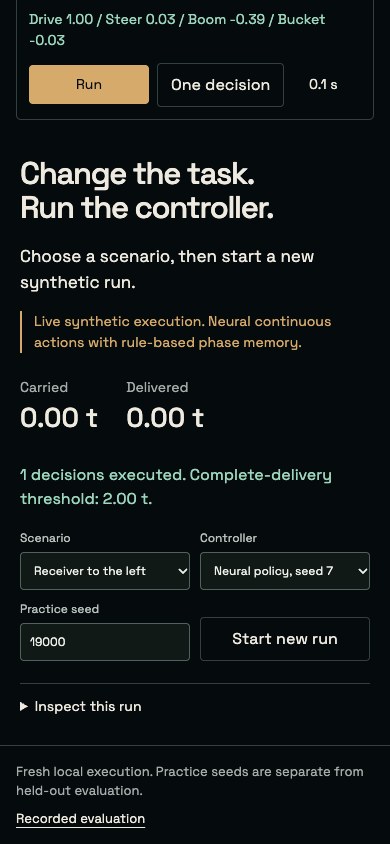 Drive 1.00 / Steer 0.03 / Boom -0.39 / Bucket
-0.03
Run
One decision
0.1 s
Change the task.
Run the controller.
Choose a scenario, then start a new
synthetic run.
Live synthetic execution. Neural continuous
actions with rule-based phase memory.
Carried
Delivered
0.00 t
0.00 t
1 decisions executed. Complete-delivery
threshold: 2.00 t.
Scenario
Controller
Receiver to the left
Neural policy, seed 7
Practice seed
19000
Start new run
Inspect this run
Fresh local execution. Practice seeds are separate from
held-out evaluation.
Recorded evaluation